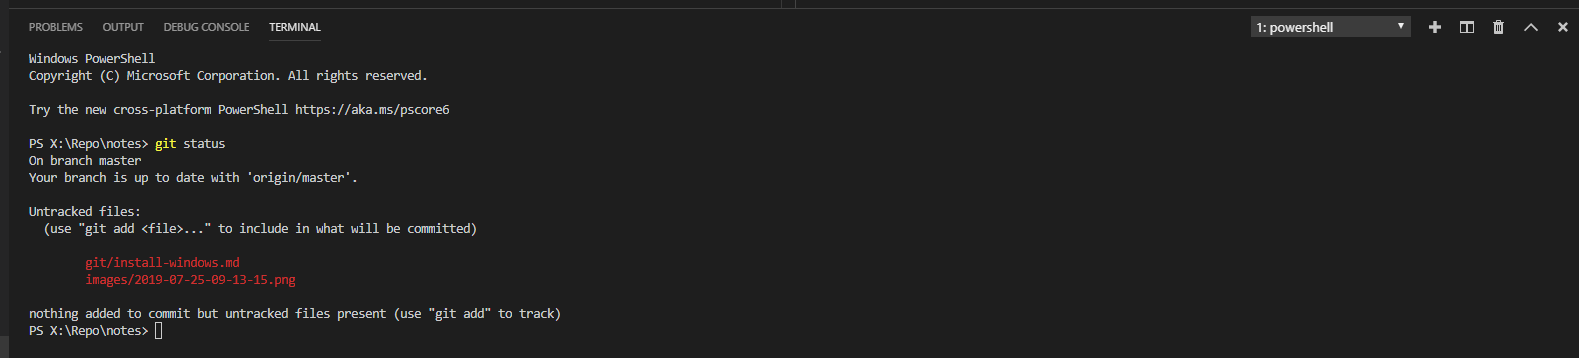 PROBLEMS OUTPUT DEBUG CONSOLE TERMINAL 1: powershell
Windows PowerShell
Copyright (C) Microsoft Corporation. All rights reserved.
Try the new cross-platform PowerShell https://aka.ms/pscore6
PS X:\Repo\notes> git status
On branch master
Your branch is up to date with 'origin/master'.
Untracked files:
(use "git add <file>..." to include in what will be committed)
git/install-windows.md
images/2019-07-25-09-13-15.png
nothing added to commit but untracked files present (use "git add" to track)
PS X:\Repo\notes>